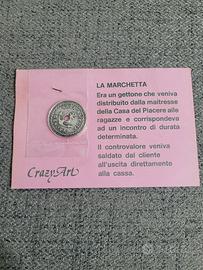 LA MARCHETTA
Era un gettone che veniva
distribuito dalla maitresse
della Casa del Piacere alle
ragazze e corrispondeva
ad un incontro di durata
determinata.
Il controvalore veniva
saldato dal cliente
all'uscita direttamente
alla cassa.
CrazyArt